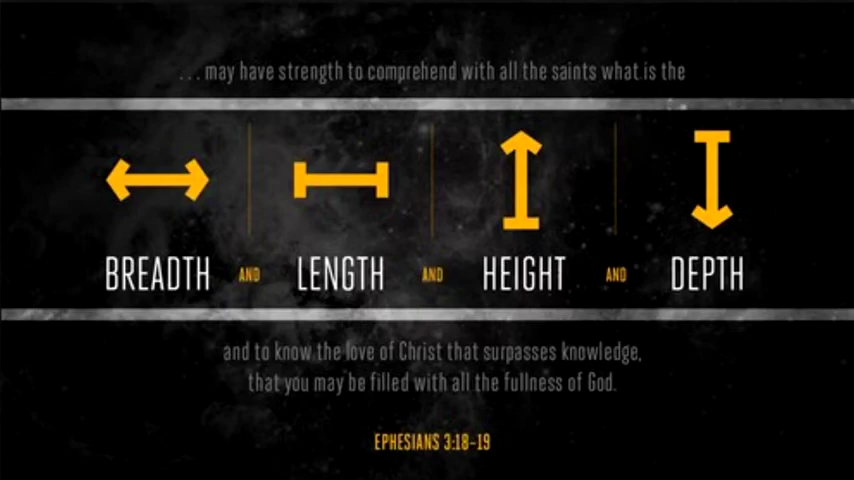 ... may have strength to comprehend with all the saints what is the
BREADTH AND LENGTH AND HEIGHT AND DEPTH
and to know the love of Christ that surpasses knowledge,
that you may be filled with all the fullness of God.
EPHESIANS 3:18-19